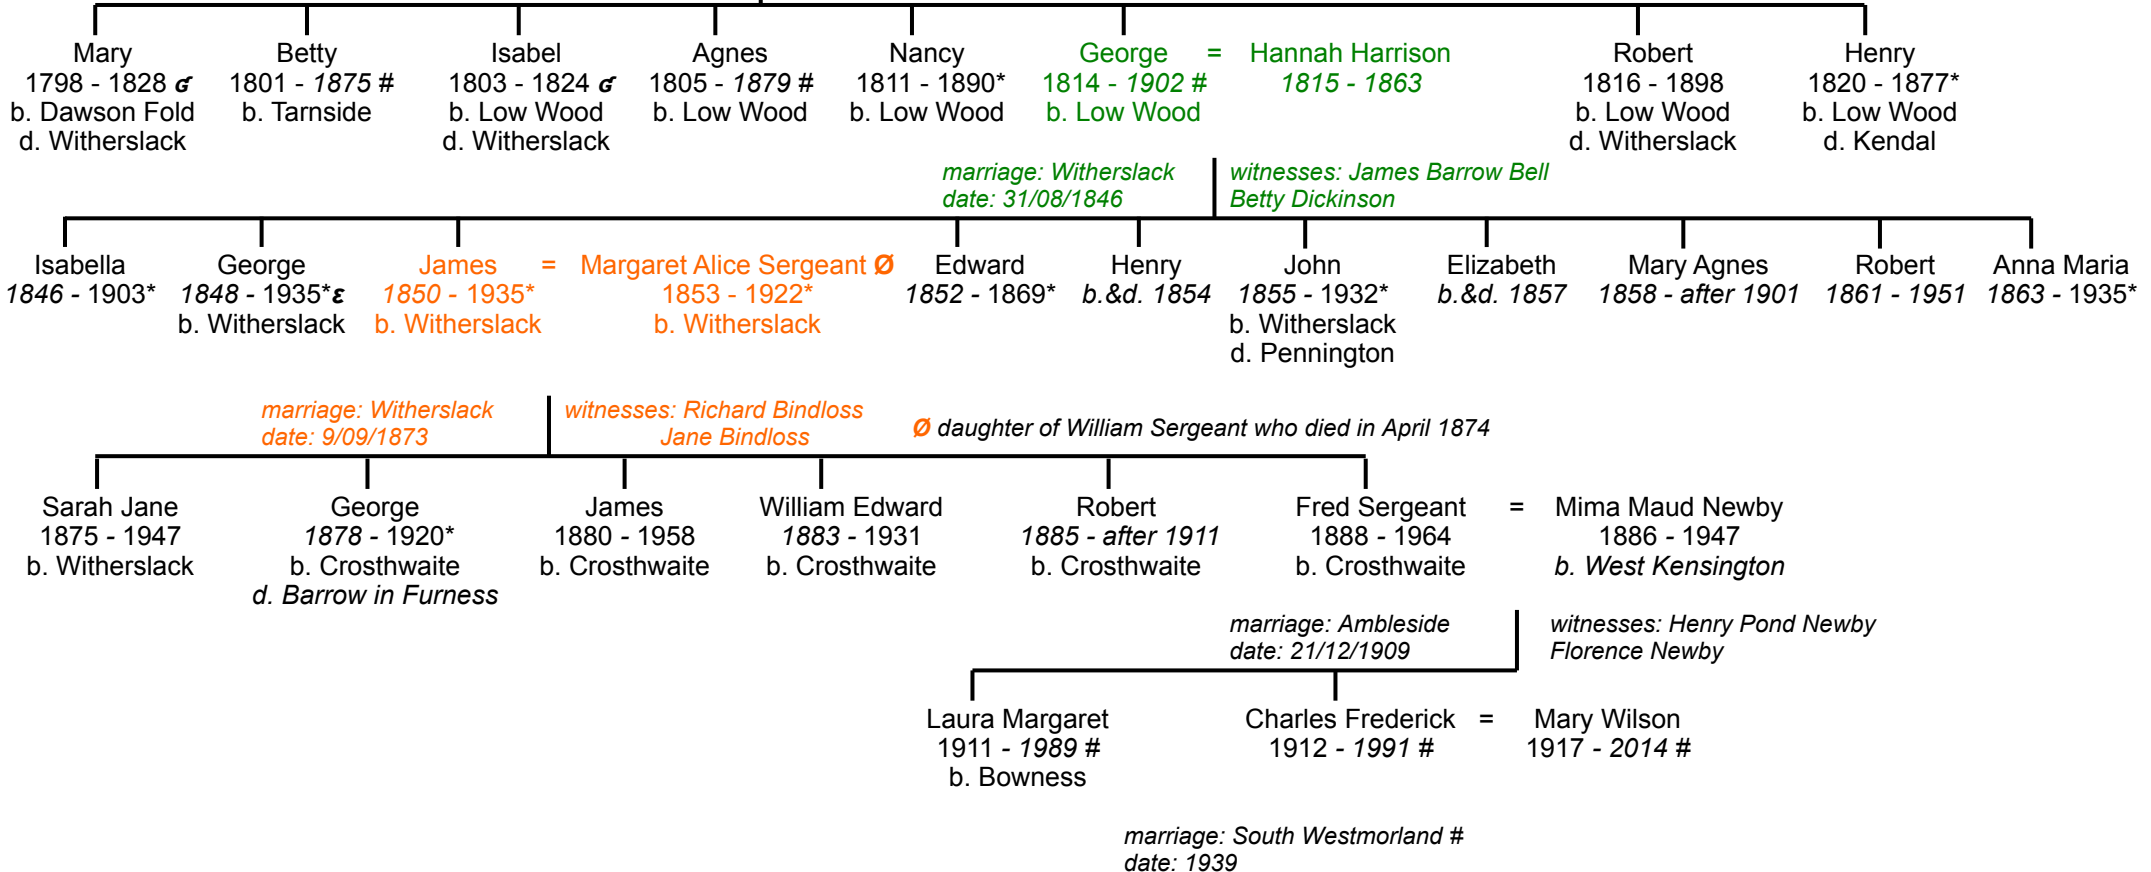 Mary Betty Isabel Agnes Nancy George = Hannah Harrison Robert Henry
1798 - 1828 ɠ 1801 - 1875 # 1803 - 1824 ɠ 1805 - 1879 # 1811 - 1890* 1814 - 1902 # 1815 - 1863 1816 - 1898 1820 - 1877*
b. Dawson Fold b. Tarnside b. Low Wood b. Low Wood b. Low Wood b. Low Wood b. Low Wood b. Low Wood
d. Witherslack d. Witherslack d. Witherslack d. Kendal
marriage: Witherslack witnesses: James Barrow Bell
date: 31/08/1846 Betty Dickinson
Isabella George James = Margaret Alice Sergeant Ø Edward Henry John Elizabeth Mary Agnes Robert Anna Maria
1846 - 1903* 1848 - 1935*ε 1850 - 1935* 1853 - 1922* 1852 - 1869* b.&d. 1854 1855 - 1932* b.&d. 1857 1858 - after 1901 1861 - 1951 1863 - 1935*
b. Witherslack b. Witherslack b. Witherslack b. Witherslack
d. Pennington
marriage: Witherslack witnesses: Richard Bindloss
date: 9/09/1873 Jane Bindloss Ø daughter of William Sergeant who died in April 1874
Sarah Jane George James William Edward Robert Fred Sergeant = Mima Maud Newby
1875 - 1947 1878 - 1920* 1880 - 1958 1883 - 1931 1885 - after 1911 1888 - 1964 1886 - 1947
b. Witherslack b. Crosthwaite b. Crosthwaite b. Crosthwaite b. Crosthwaite b. Crosthwaite b. West Kensington
d. Barrow in Furness
marriage: Ambleside witnesses: Henry Pond Newby
date: 21/12/1909 Florence Newby
Laura Margaret Charles Frederick = Mary Wilson
1911 - 1989 # 1912 - 1991 # 1917 - 2014 #
b. Bowness
marriage: South Westmorland #
date: 1939